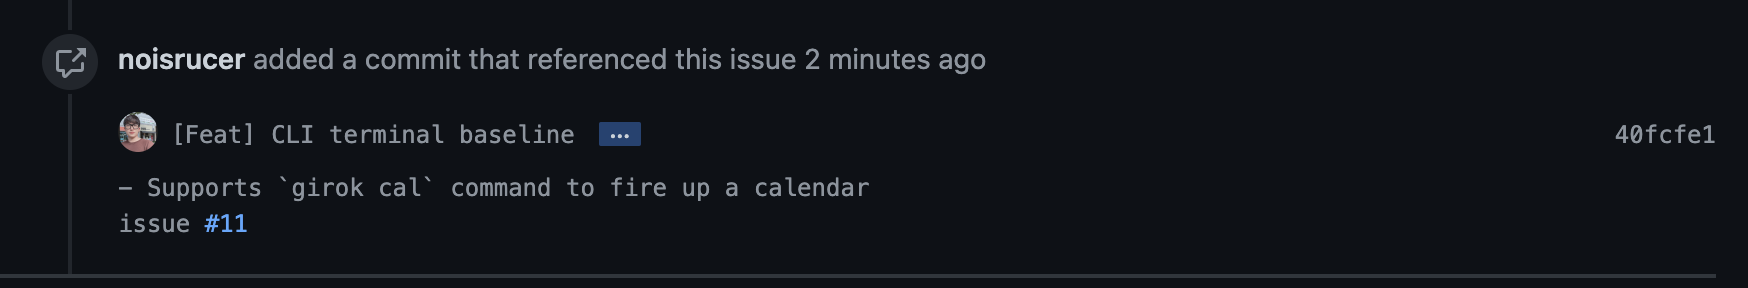 noisrucer added a commit that referenced this issue 2 minutes ago
[Feat] CLI terminal baseline ... 40fcfe1
– Supports `girok cal` command to fire up a calendar
issue #11